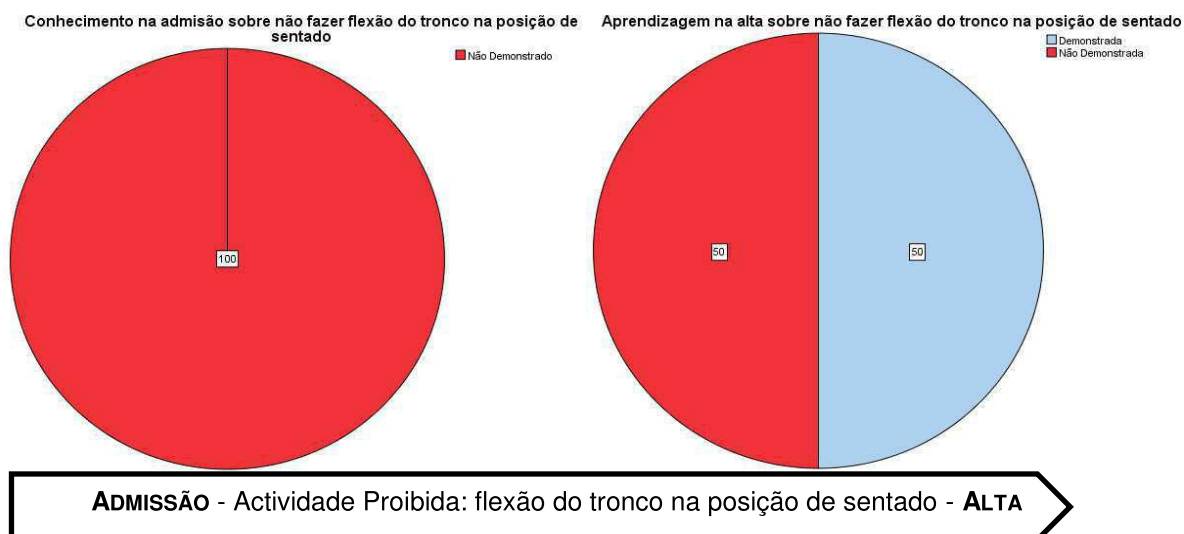 Conhecimento na admisão sobre não fazer flexão do tronco na posição de
sentado
Não Demonstrado
100
Aprendizagem na alta sobre não fazer flexão do tronco na posição de sentado
Demonstrada
Não Demonstrada
50
50
ADMISSÃO - Actividade Proibida: flexão do tronco na posição de sentado - ALTA